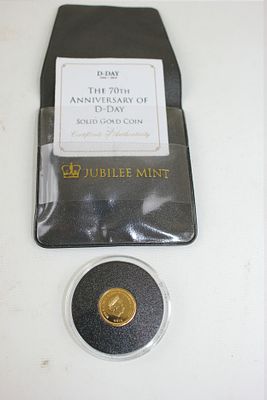 D-DAY
THE 70TH
ANNIVERSARY OF
D-DAY
SOLID GOLD COIN
Certificate of Authenticity
JUBILEE MINT